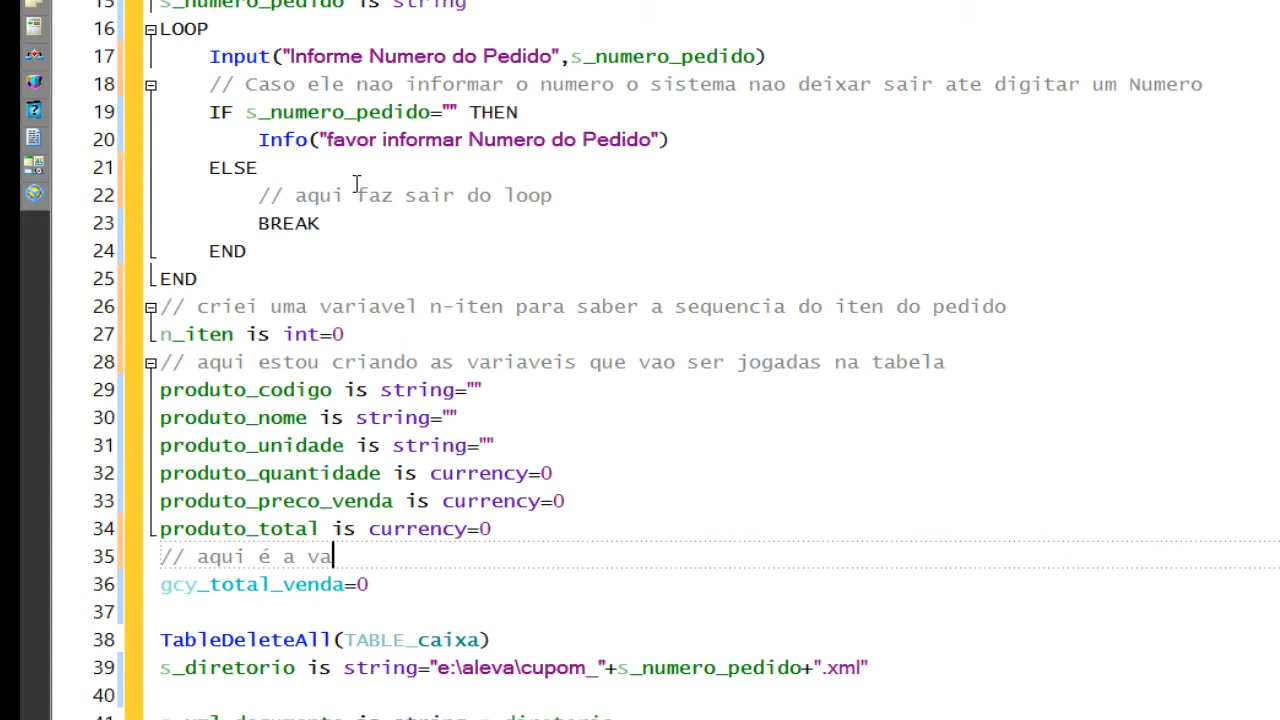 15 s_numero_pedido is string
16 LOOP
17 Input("Informe Numero do Pedido",s_numero_pedido)
18 // Caso ele nao informar o numero o sistema nao deixar sair ate digitar um Numero
19 IF s_numero_pedido="" THEN
20 Info("favor informar Numero do Pedido")
21 ELSE
22 // aqui faz sair do loop
23 BREAK
24 END
25 END
26 // criei uma variavel n-iten para saber a sequencia do iten do pedido
27 n_iten is int=0
28 // aqui estou criando as variaveis que vao ser jogadas na tabela
29 produto_codigo is string=""
30 produto_nome is string=""
31 produto_unidade is string=""
32 produto_quantidade is currency=0
33 produto_preco_venda is currency=0
34 produto_total is currency=0
35 // aqui é a va
36 gcy_total_venda=0
37
38 TableDeleteAll(TABLE_caixa)
39 s_diretorio is string="e:\aleva\cupom_"+s_numero_pedido+".xml"
40